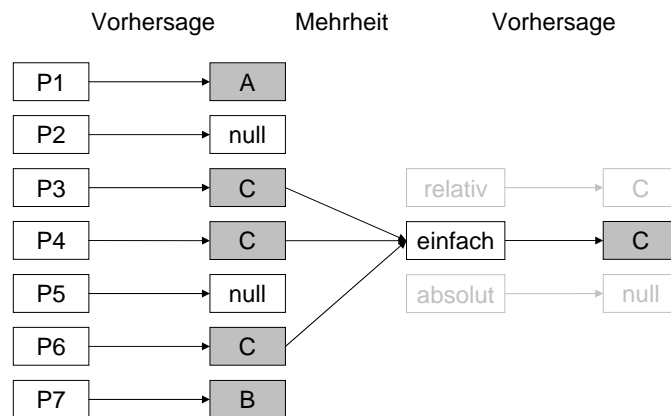 Vorhersage Mehrheit Vorhersage
P1 A
P2 null
P3 C relativ C
P4 C einfach C
P5 null absolut null
P6 C
P7 B